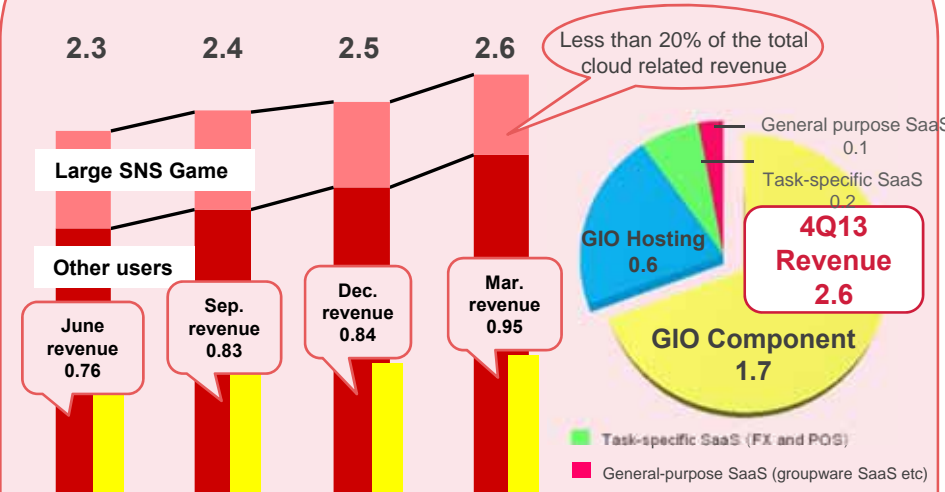 2.3
2.4
2.5
2.6
Less than 20% of the total
cloud related revenue
Large SNS Game
Other users
June
revenue
0.76
Sep.
revenue
0.83
Dec.
revenue
0.84
Mar.
revenue
0.95
General purpose SaaS
0.1
Task-specific SaaS
0.2
GIO Hosting
0.6
4Q13
Revenue
2.6
GIO Component
1.7
Task-specific SaaS (FX and POS)
General-purpose SaaS (groupware SaaS etc)